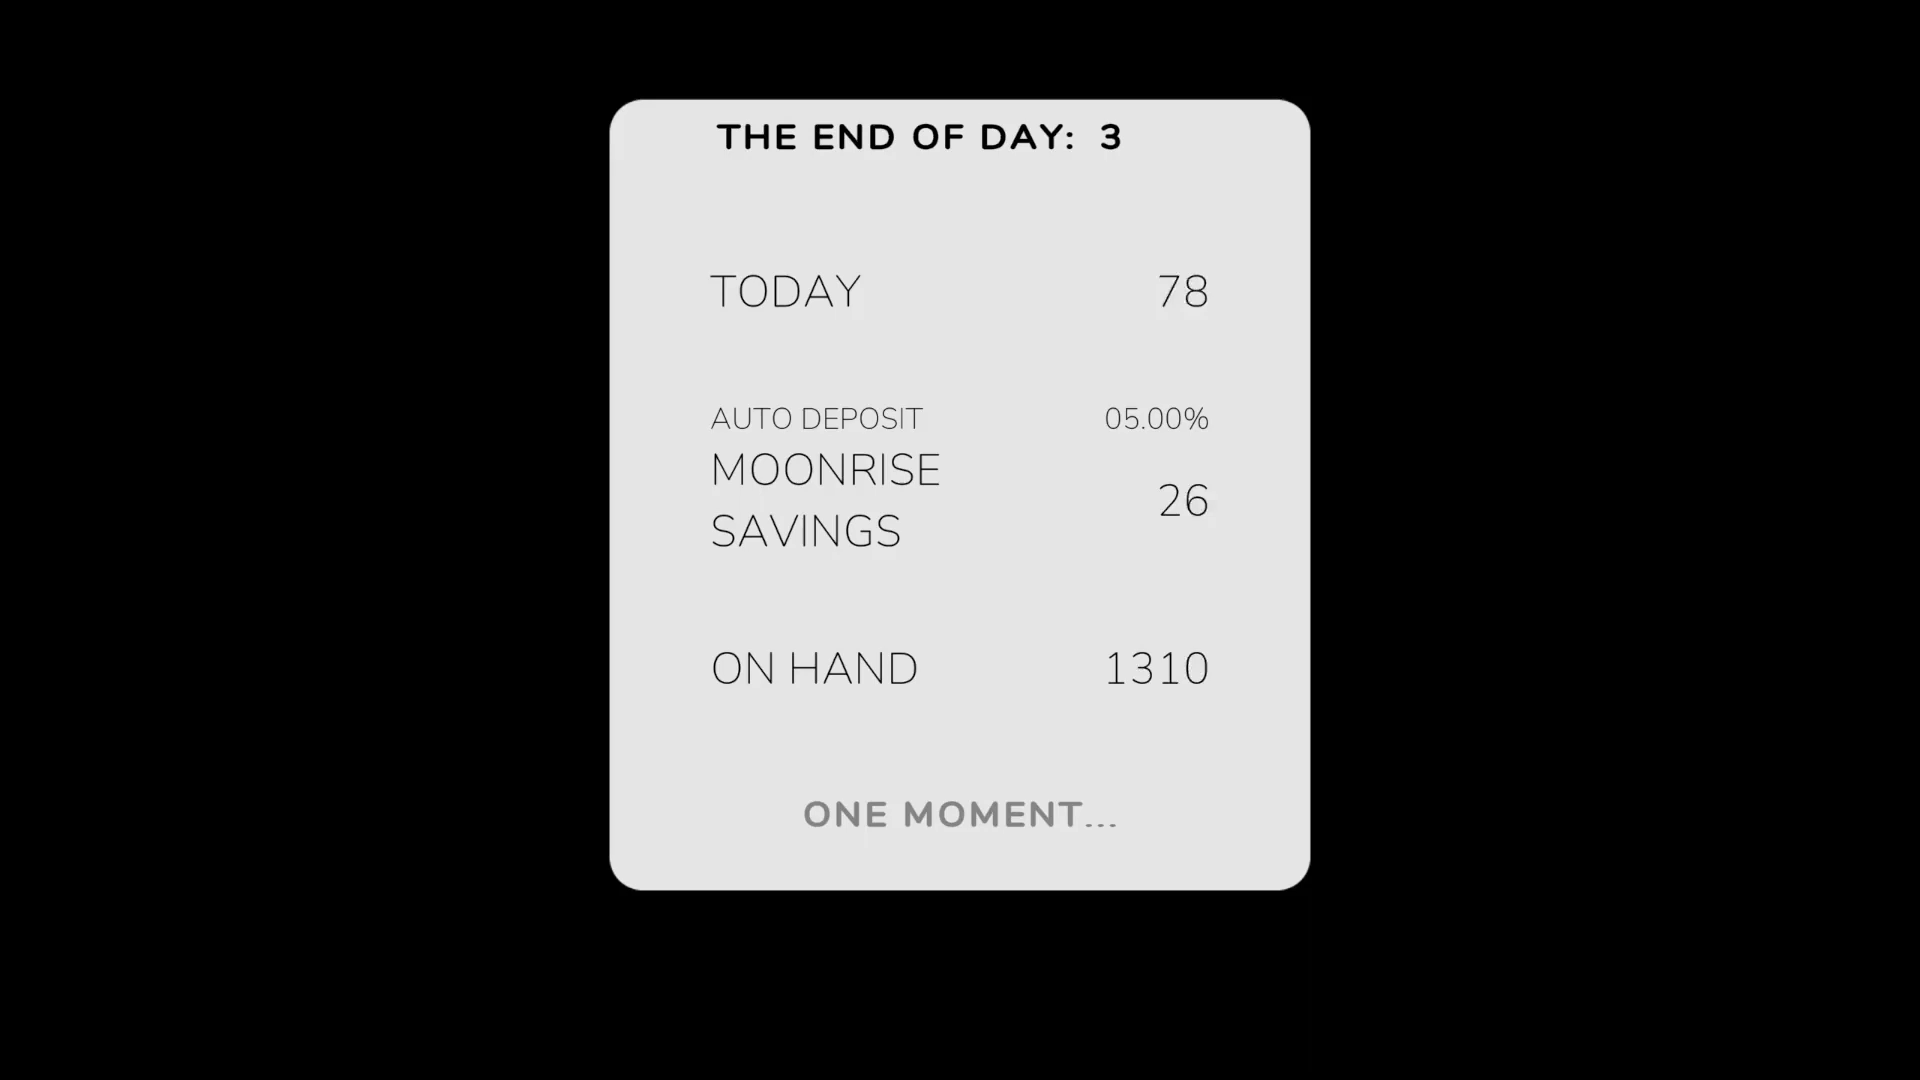 THE END OF DAY: 3
TODAY 78
AUTO DEPOSIT 05.00%
MOONRISE
SAVINGS 26
ON HAND 1310
ONE MOMENT...